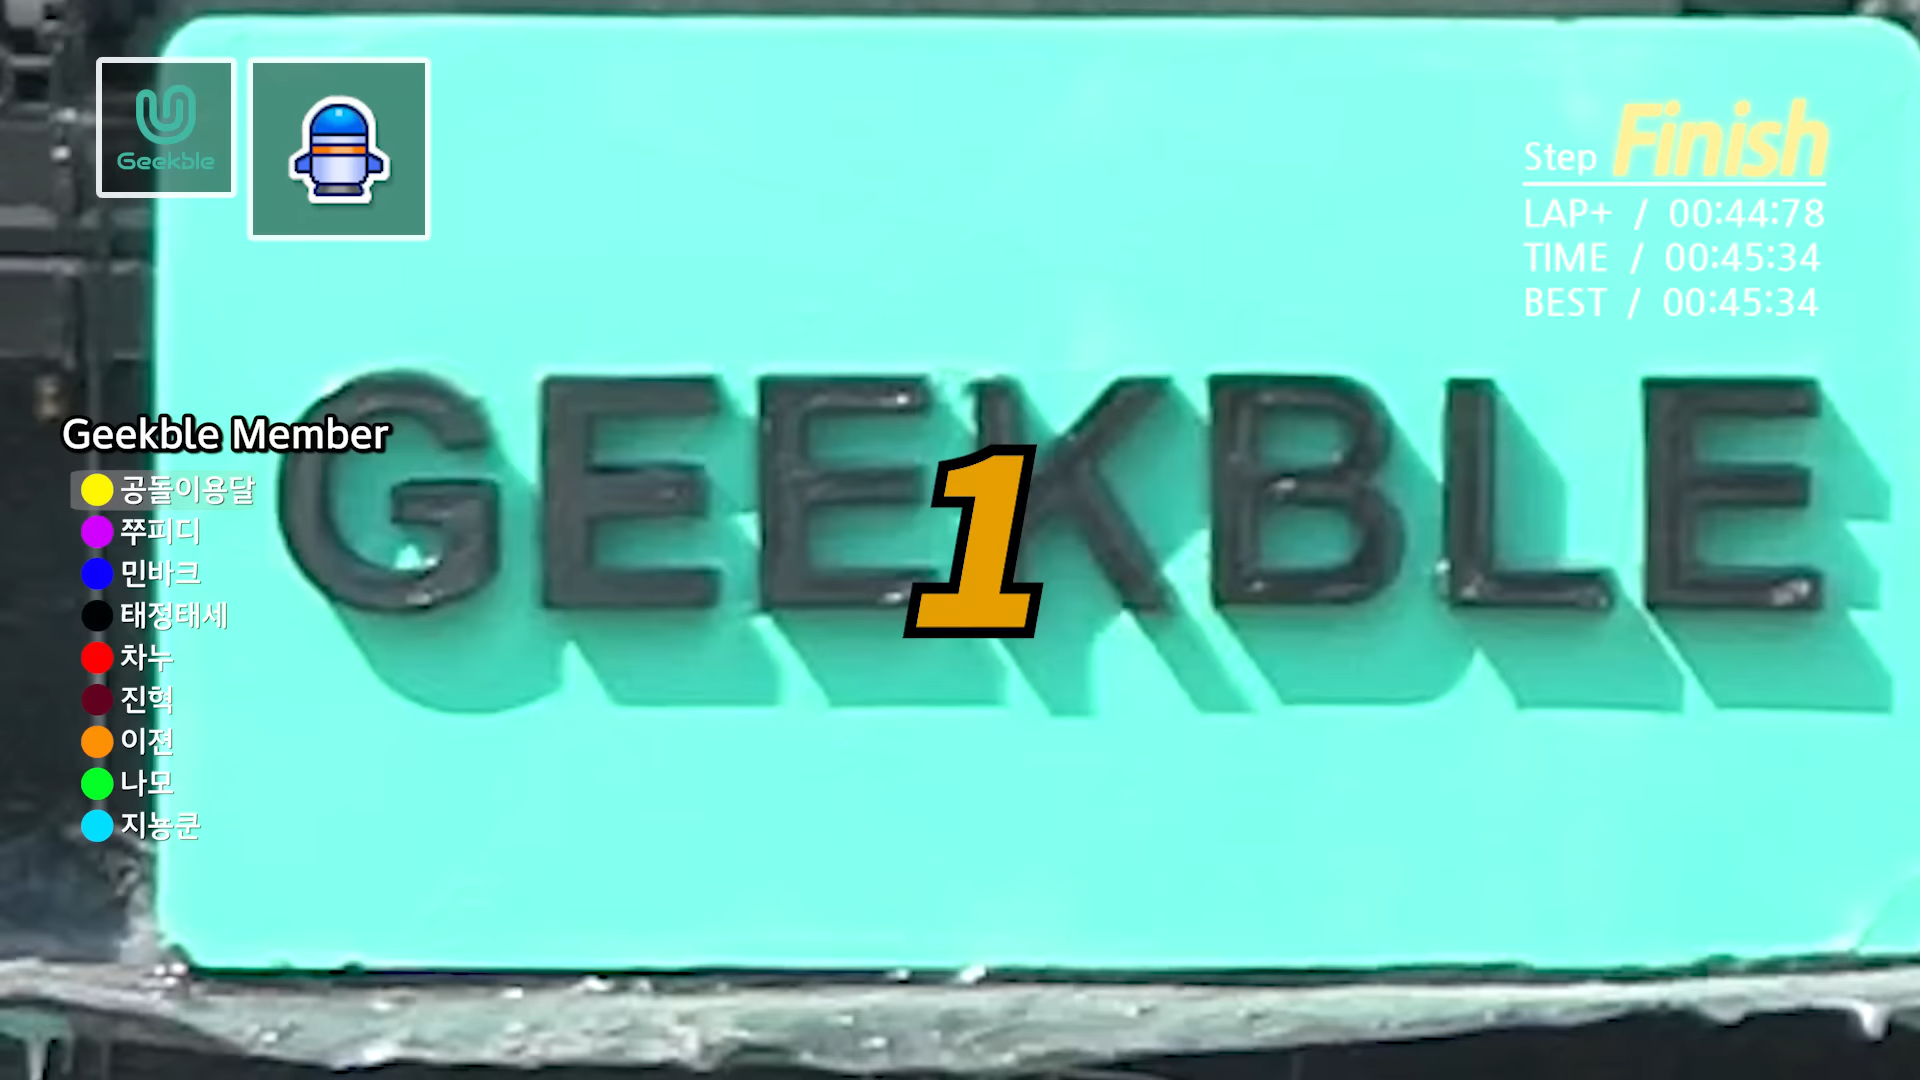 Geekble
Step Finish
LAP+ / 00:44:78
TIME / 00:45:34
BEST / 00:45:34
GEEKBLE
1
Geekble Member
공돌이용달
쭈피디
민바크
태정태세
차누
진혁
이젼
나모
지뇽쿤